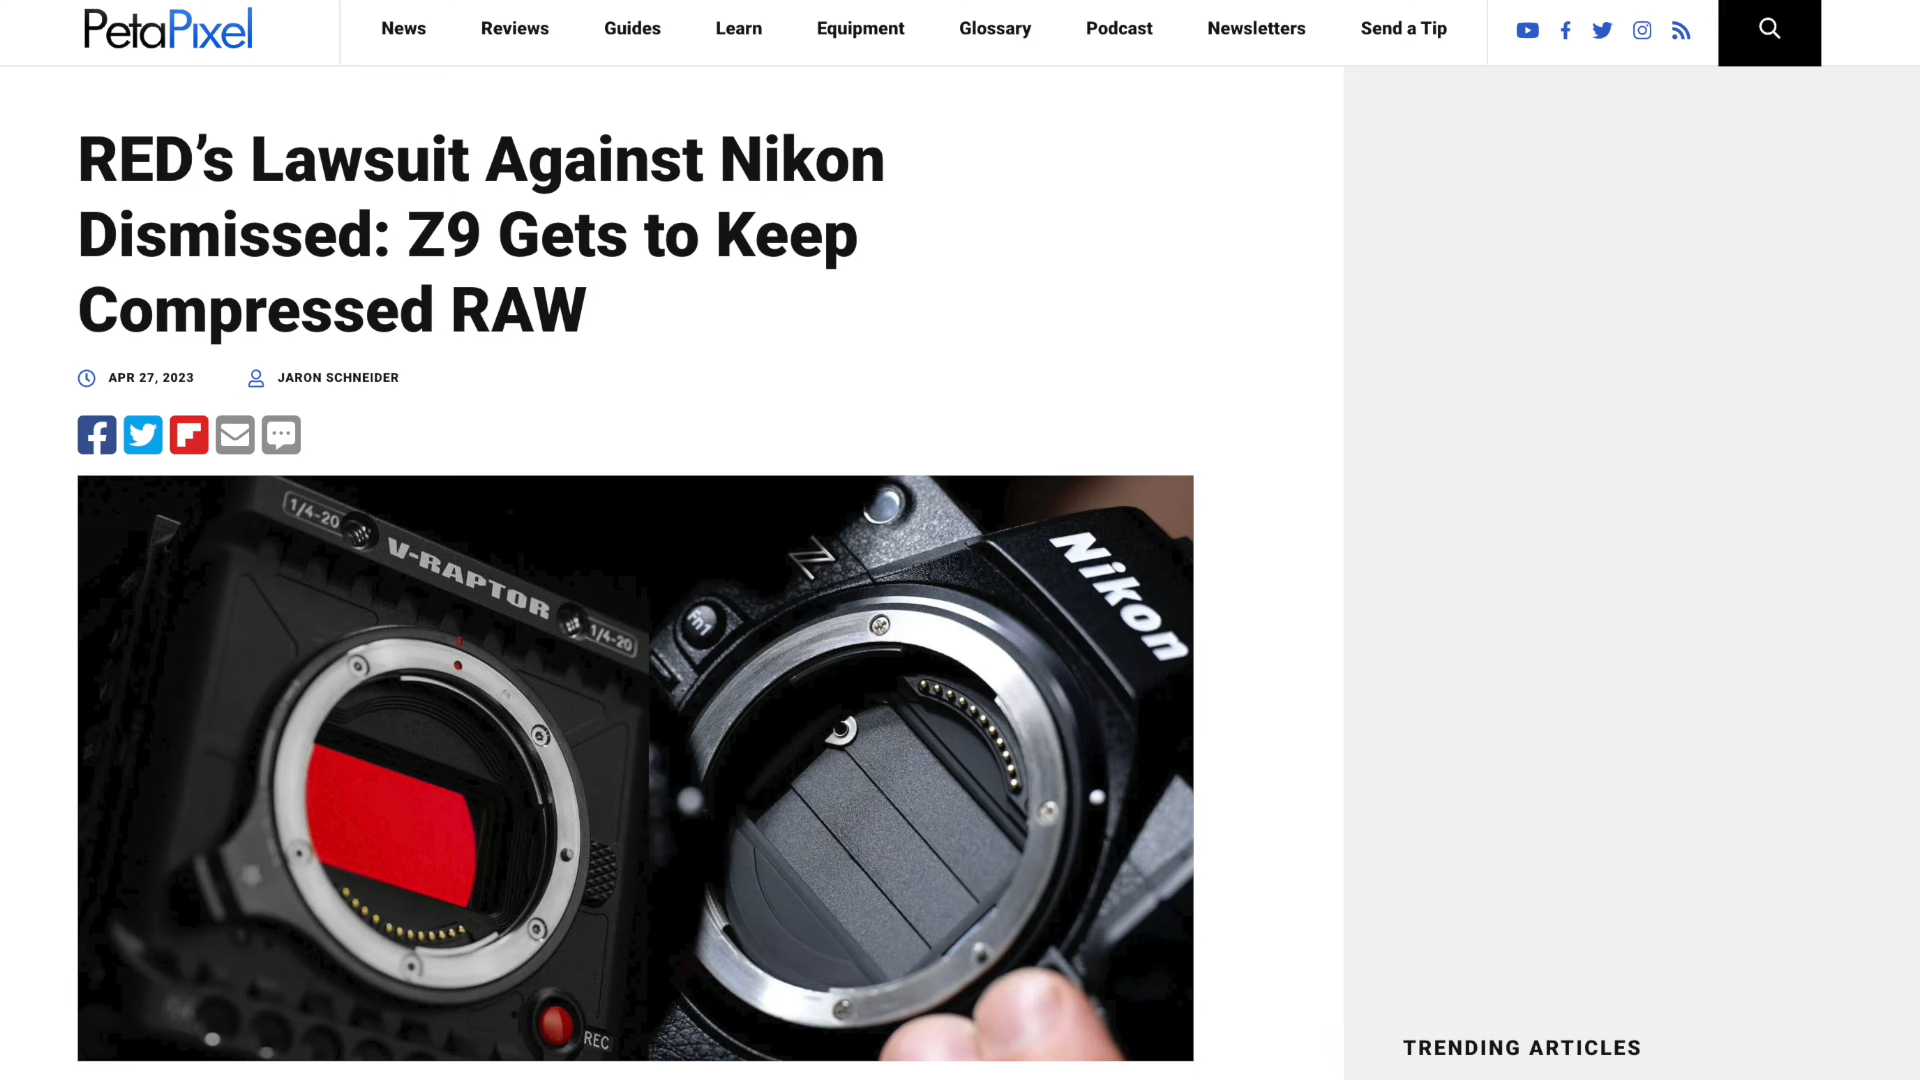 PetaPixel
News
Reviews
Guides
Learn
Equipment
Glossary
Podcast
Newsletters
Send a Tip
RED’s Lawsuit Against Nikon
Dismissed: Z9 Gets to Keep
Compressed RAW
APR 27, 2023
JARON SCHNEIDER
1/4-20
V-RAPTOR
1/4-20
REC
Z
Fn1
Nikon
TRENDING ARTICLES